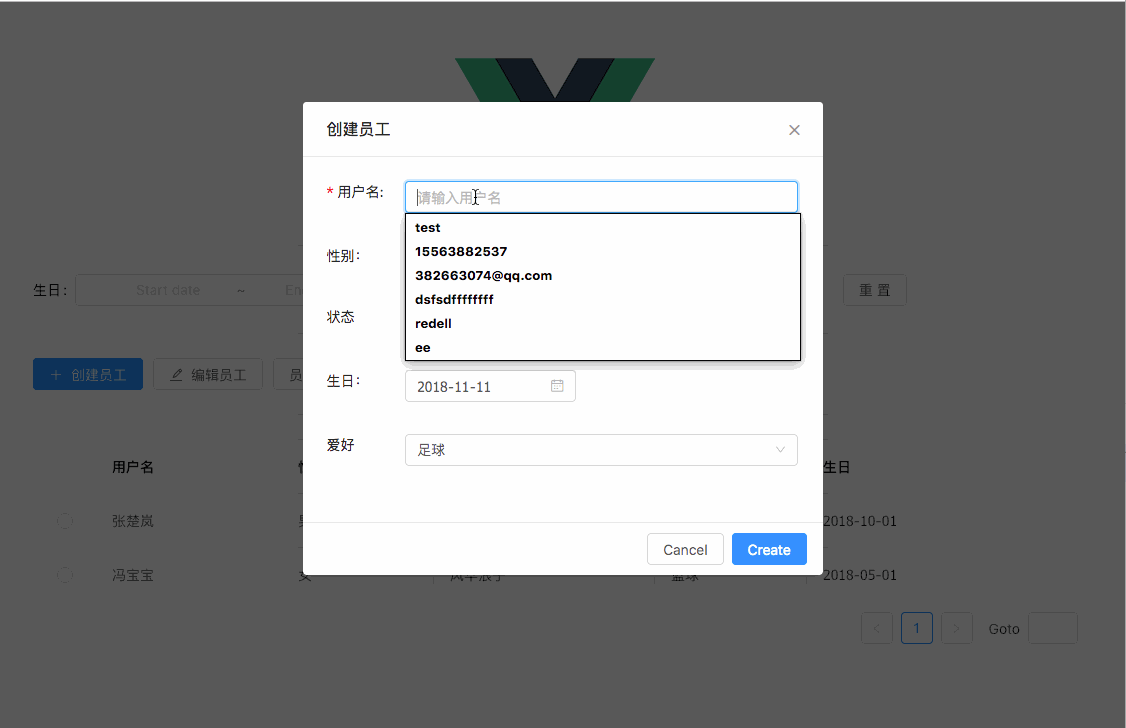 创建员工
* 用户名:
请输入用户名
test
15563882537
382663074@qq.com
dsfsdffffffff
redell
ee
性别:
状态
生日:
2018-11-11
爱好
足球
Cancel
Create
生日:
Start date
~
En
重 置
+ 创建员工
编辑员工
员
用户名
生日
张楚岚
2018-10-01
冯宝宝
女
2018-05-01
<
1
>
Goto